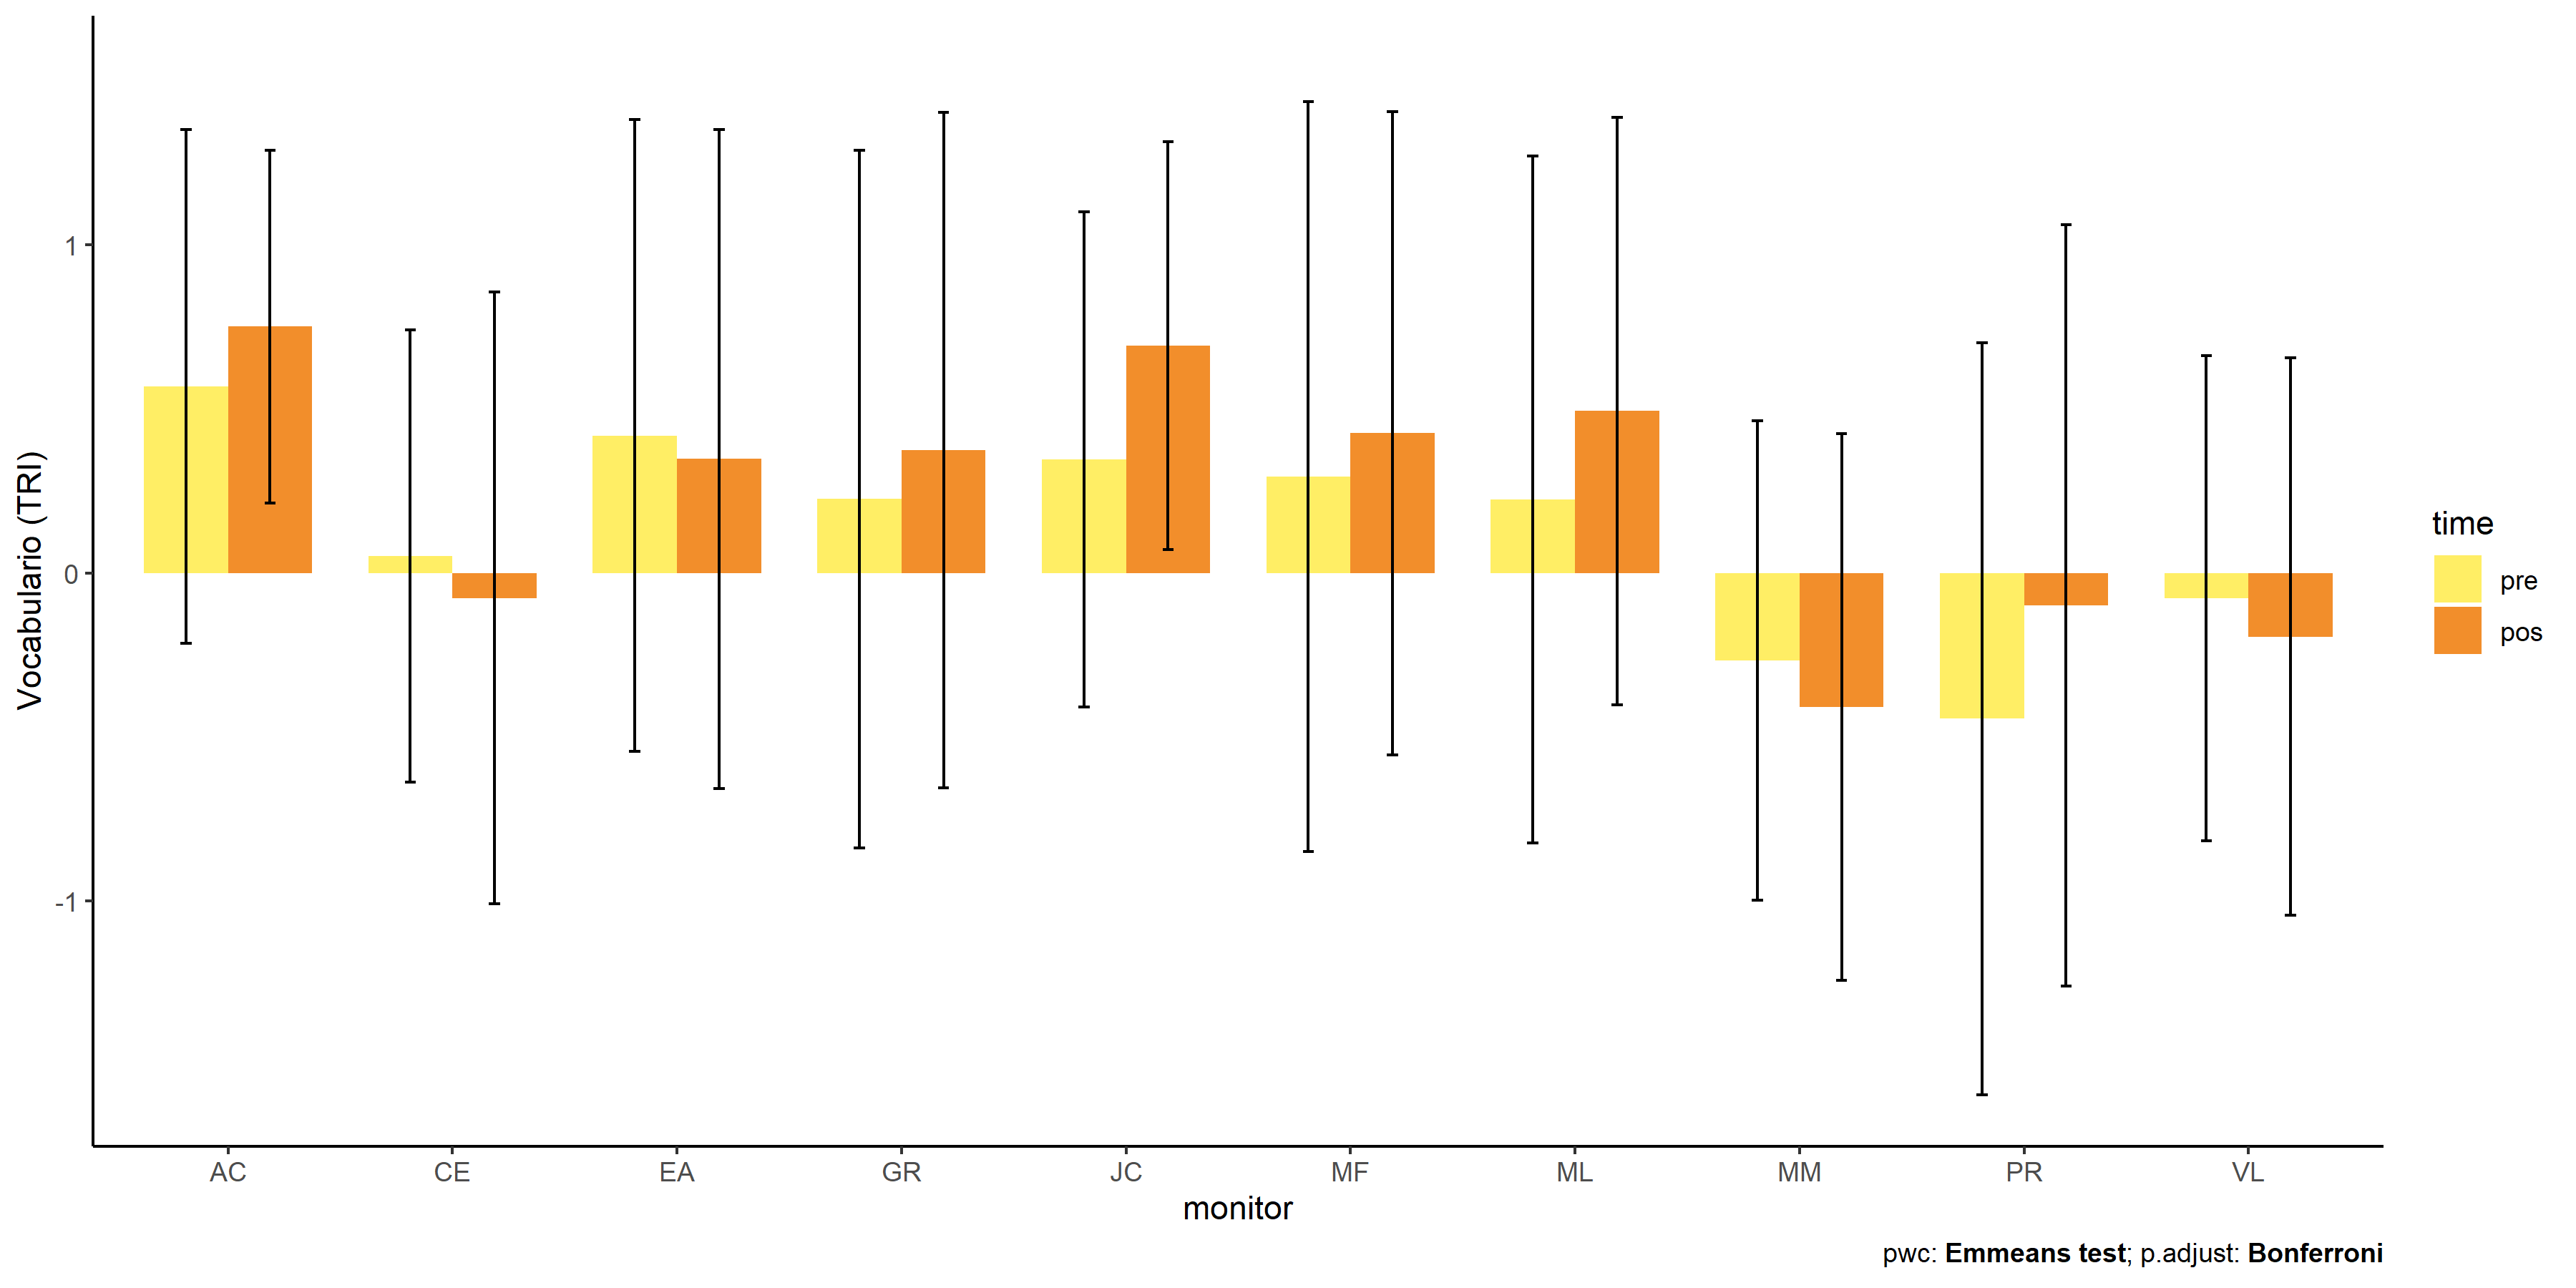 Vocabulario (TRI)
1
0
-1
AC CE EA GR JC MF ML MM PR VL
monitor
time
pre
pos
pwc: Emmeans test; p.adjust: Bonferroni